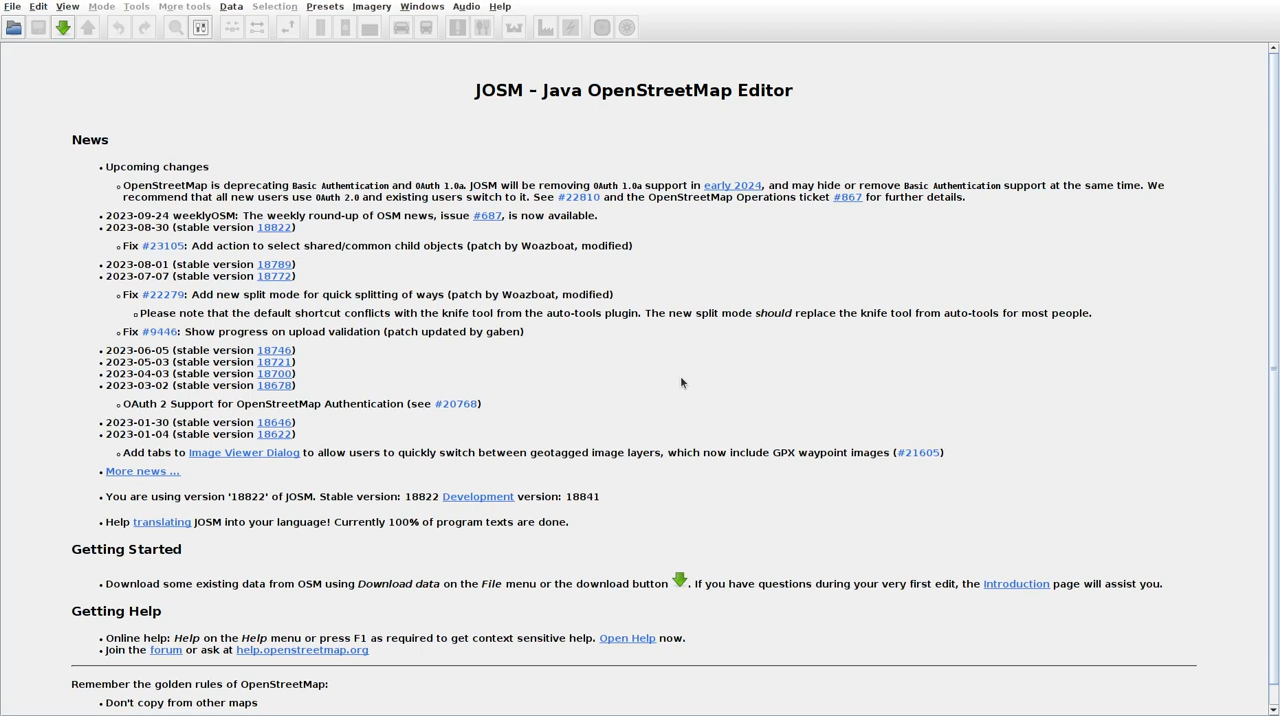 File Edit View Mode Tools More tools Data Selection Presets Imagery Windows Audio Help
JOSM – Java OpenStreetMap Editor
News
Upcoming changes
OpenStreetMap is deprecating Basic Authentication and OAuth 1.0a. JOSM will be removing OAuth 1.0a support in early 2024, and may hide or remove Basic Authentication support at the same time. We
recommend that all new users use OAuth 2.0 and existing users switch to it. See #22810 and the OpenStreetMap Operations ticket #867 for further details.
2023-09-24 weeklyOSM: The weekly round-up of OSM news, issue #687, is now available.
2023-08-30 (stable version 18822)
Fix #23105: Add action to select shared/common child objects (patch by Woazboat, modified)
2023-08-01 (stable version 18789)
2023-07-07 (stable version 18772)
Fix #22279: Add new split mode for quick splitting of ways (patch by Woazboat, modified)
Please note that the default shortcut conflicts with the knife tool from the auto-tools plugin. The new split mode should replace the knife tool from auto-tools for most people.
Fix #9446: Show progress on upload validation (patch updated by gaben)
2023-06-05 (stable version 18746)
2023-05-03 (stable version 18721)
2023-04-03 (stable version 18700)
2023-03-02 (stable version 18678)
OAuth 2 Support for OpenStreetMap Authentication (see #20768)
2023-01-30 (stable version 18646)
2023-01-04 (stable version 18622)
Add tabs to Image Viewer Dialog to allow users to quickly switch between geotagged image layers, which now include GPX waypoint images (#21605)
More news ...
You are using version '18822' of JOSM. Stable version: 18822 Development version: 18841
Help translating JOSM into your language! Currently 100% of program texts are done.
Getting Started
Download some existing data from OSM using Download data on the File menu or the download button . If you have questions during your very first edit, the Introduction page will assist you.
Getting Help
Online help: Help on the Help menu or press F1 as required to get context sensitive help. Open Help now.
Join the forum or ask at help.openstreetmap.org
Remember the golden rules of OpenStreetMap:
Don't copy from other maps